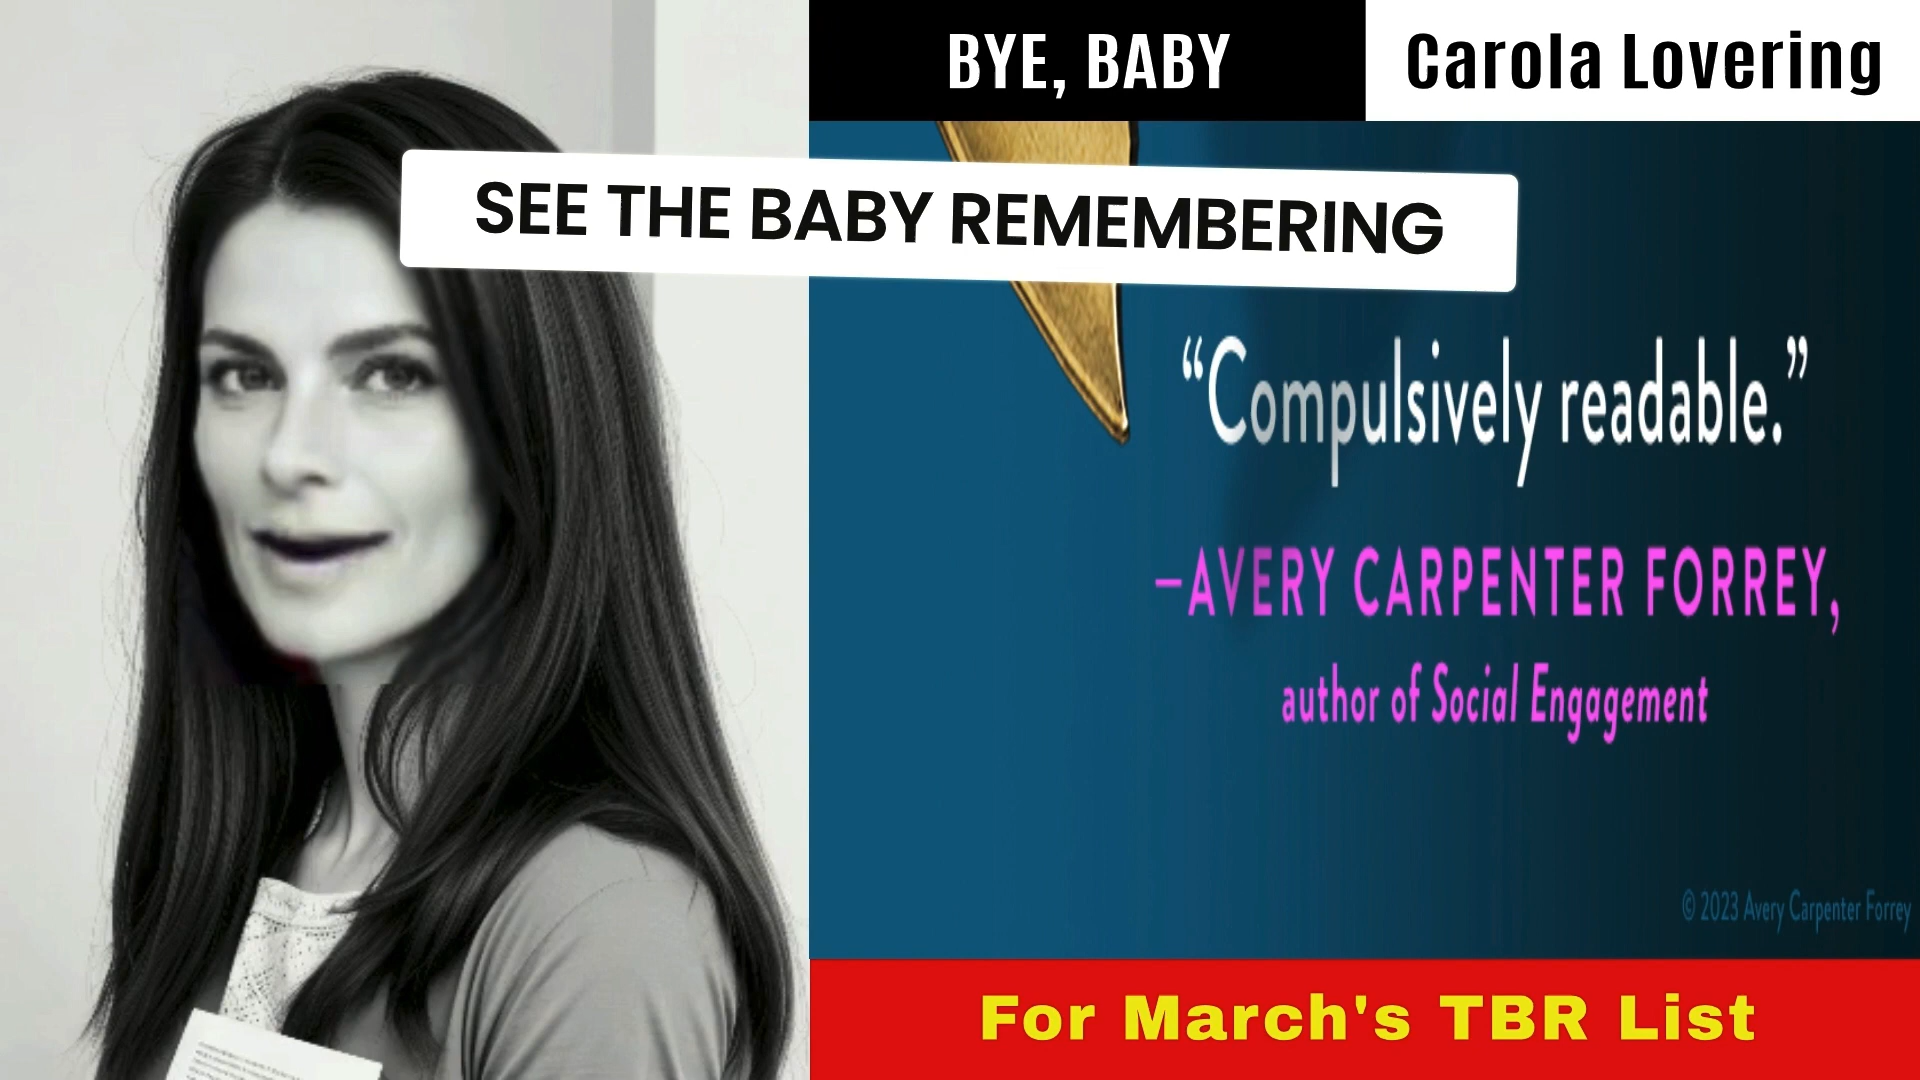 BYE, BABY
Carola Lovering
SEE THE BABY REMEMBERING
“Compulsively readable.”
—AVERY CARPENTER FORREY,
author of Social Engagement
© 2023 Avery Carpenter Forrey
For March's TBR List